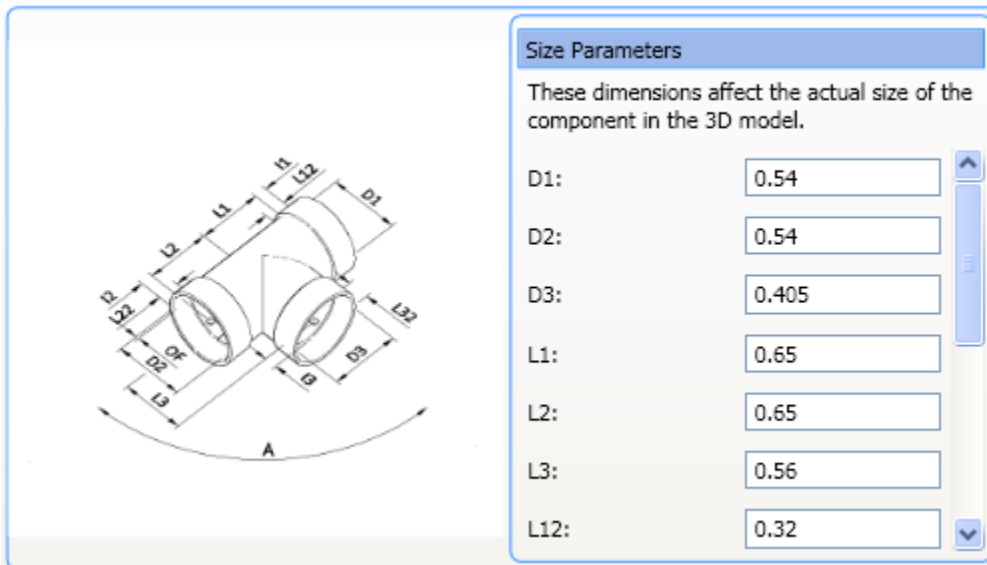 I1
L12
D1
L1
L2
I2
L22
OF
D2
L3
I3
D3
L32
A
Size Parameters
These dimensions affect the actual size of the
component in the 3D model.
D1: 0.54
D2: 0.54
D3: 0.405
L1: 0.65
L2: 0.65
L3: 0.56
L12: 0.32